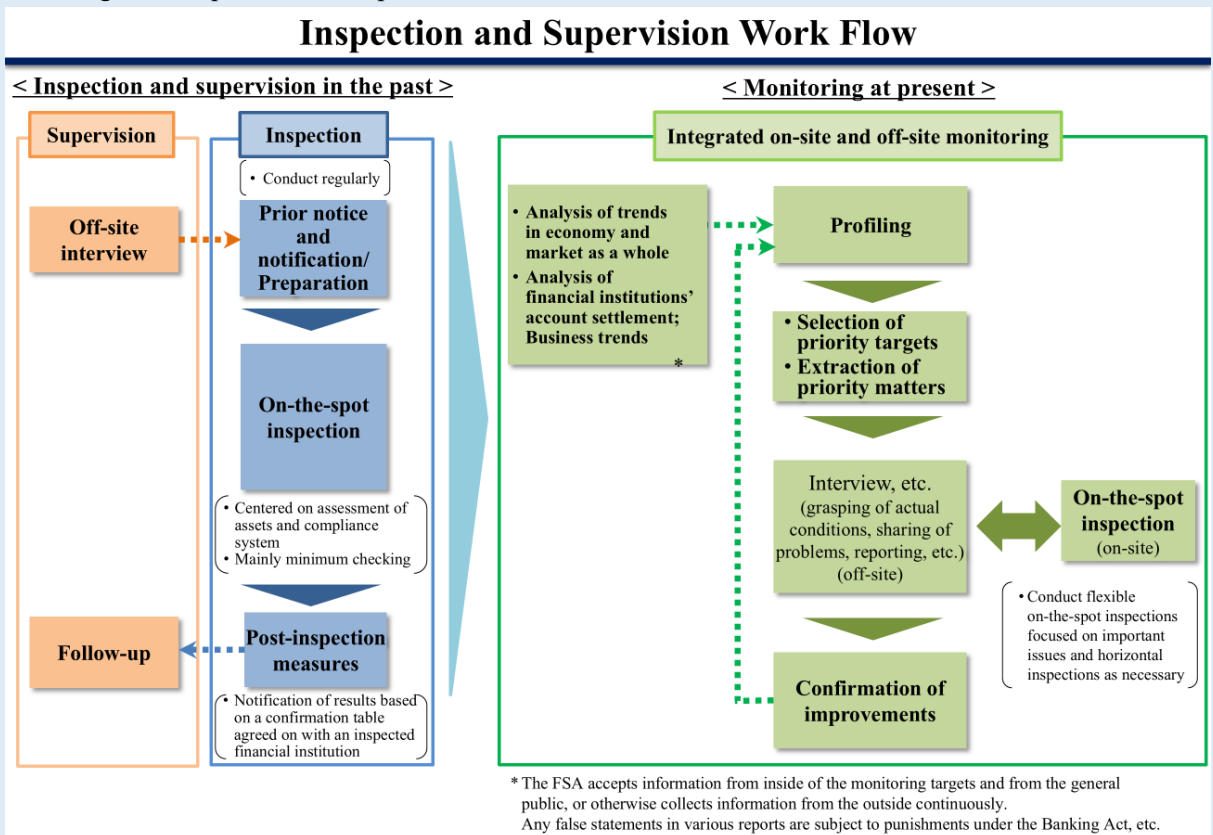 Inspection and Supervision Work Flow
< Inspection and supervision in the past >
Supervision
Inspection
• Conduct regularly
Off-site
interview
Prior notice
and
notification/
Preparation
On-the-spot
inspection
• Centered on assessment of
assets and compliance
system
• Mainly minimum checking
Follow-up
Post-inspection
measures
• Notification of results based
on a confirmation table
agreed on with an inspected
financial institution
< Monitoring at present >
Integrated on-site and off-site monitoring
• Analysis of trends
in economy and
market as a whole
• Analysis of
financial institutions’
account settlement;
Business trends
*
Profiling
• Selection of
priority targets
• Extraction of
priority matters
Interview, etc.
(grasping of actual
conditions, sharing of
problems, reporting, etc.)
(off-site)
On-the-spot
inspection
(on-site)
• Conduct flexible
on-the-spot inspections
focused on important
issues and horizontal
inspections as necessary
Confirmation of
improvements
* The FSA accepts information from inside of the monitoring targets and from the general
public, or otherwise collects information from the outside continuously.
Any false statements in various reports are subject to punishments under the Banking Act, etc.